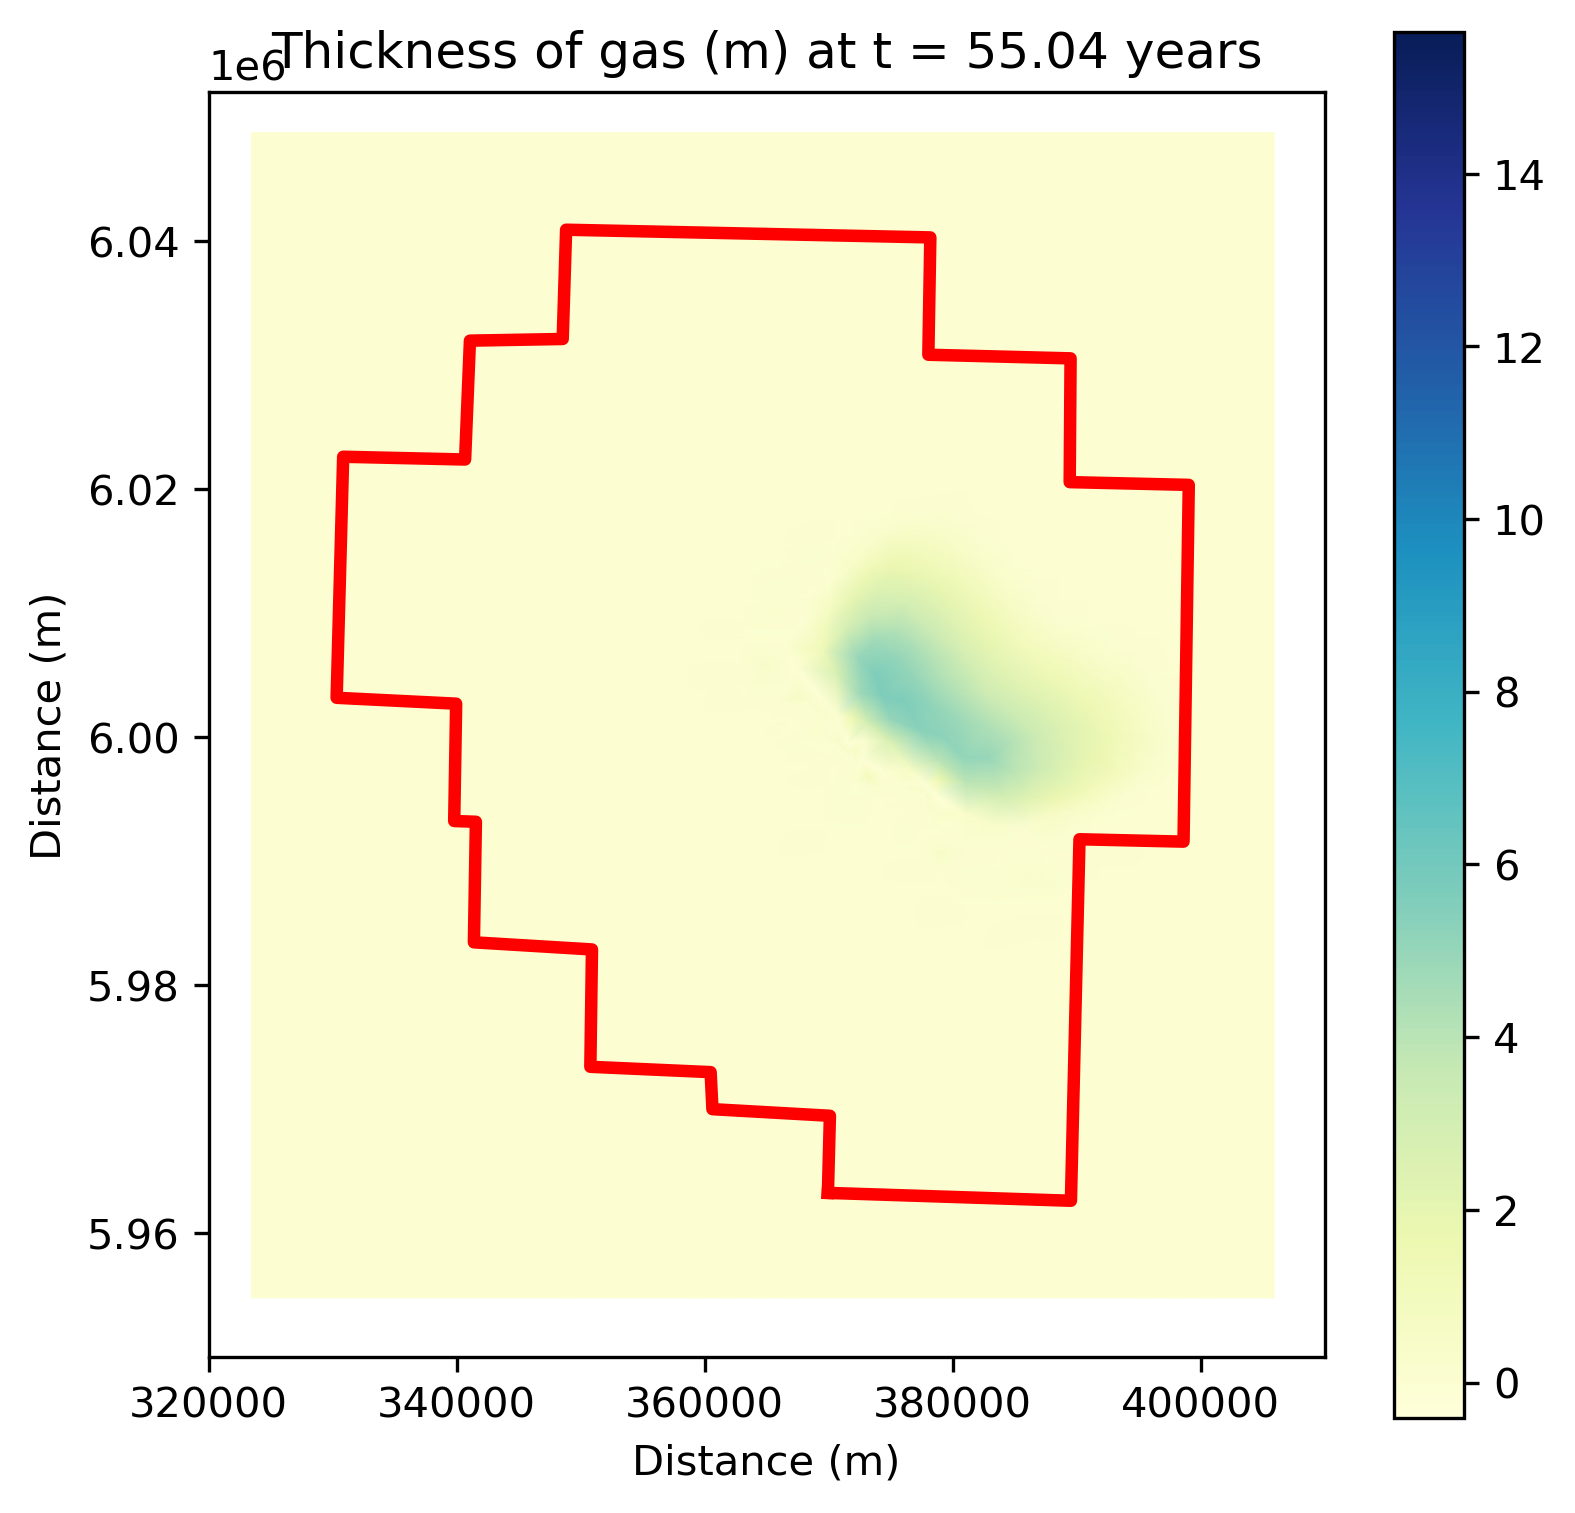 Thickness of gas (m) at t = 55.04 years
1e6
6.04
6.02
6.00
5.98
5.96
Distance (m)
320000 340000 360000 380000 400000
Distance (m)
14
12
10
8
6
4
2
0